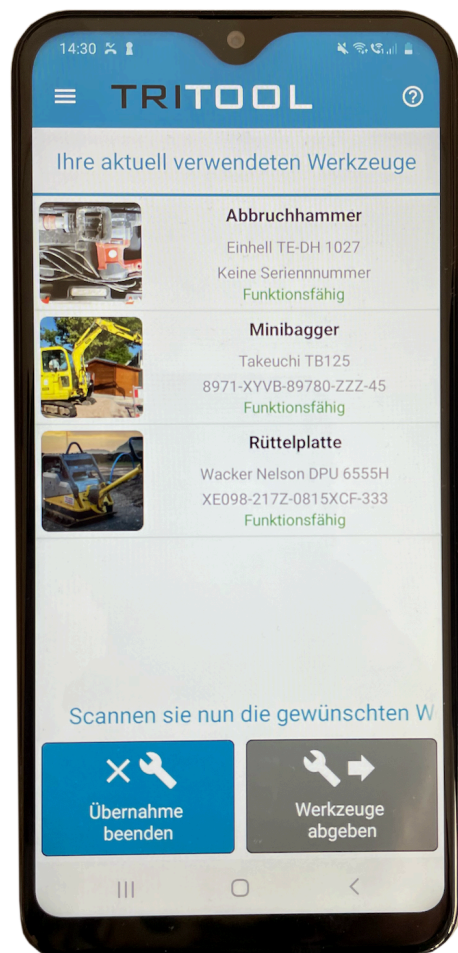 14:30
TRITOOL
Ihre aktuell verwendeten Werkzeuge
Abbruchhammer
Einhell TE-DH 1027
Keine Seriennnummer
Funktionsfähig
Minibagger
Takeuchi TB125
8971-XYVB-89780-ZZZ-45
Funktionsfähig
Rüttelplatte
Wacker Nelson DPU 6555H
XE098-217Z-0815XCF-333
Funktionsfähig
Scannen sie nun die gewünschten W
Übernahme
beenden
Werkzeuge
abgeben